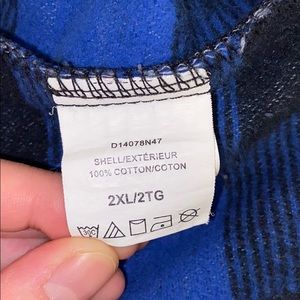 D14078N47
SHELL/EXTÉRIEUR
100% COTTON/COTON
2XL/2TG